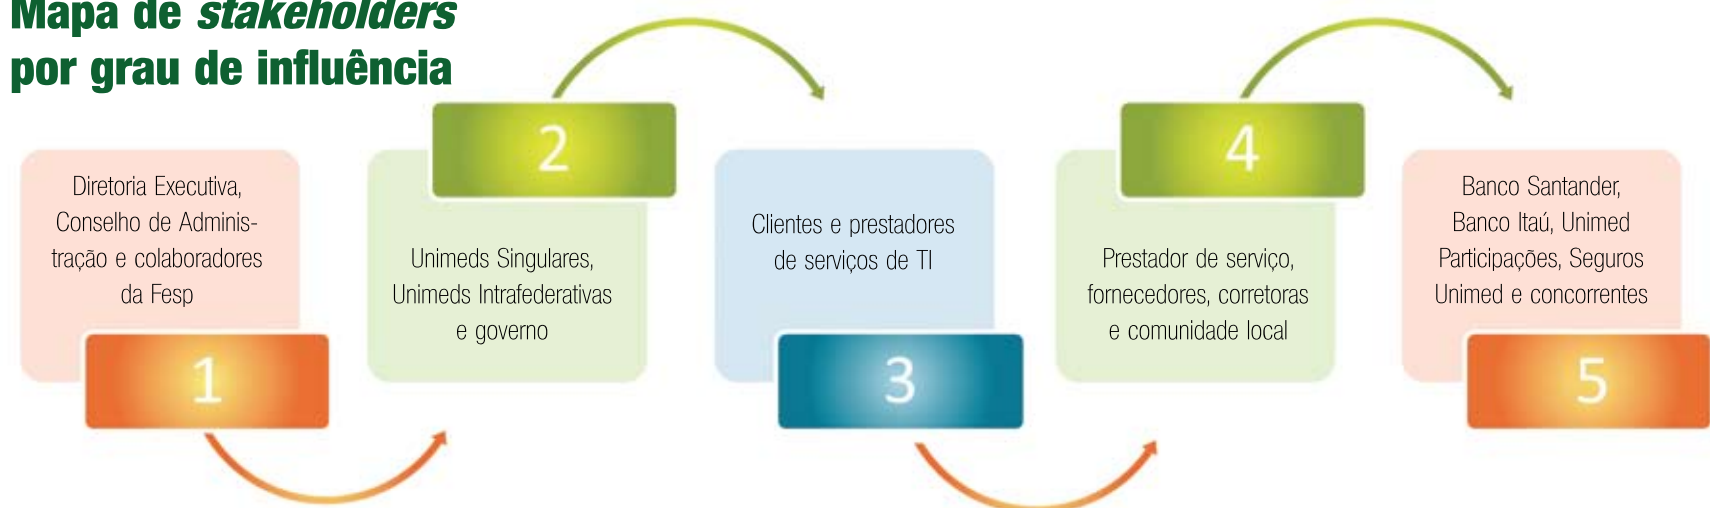 Mapa de stakeholders
por grau de influência
Diretoria Executiva,
Conselho de Adminis-
tração e colaboradores
da Fesp
1
2
Unimeds Singulares,
Unimeds Intrafederativas
e governo
Clientes e prestadores
de serviços de TI
3
4
Prestador de serviço,
fornecedores, corretoras
e comunidade local
Banco Santander,
Banco Itaú, Unimed
Participações, Seguros
Unimed e concorrentes
5